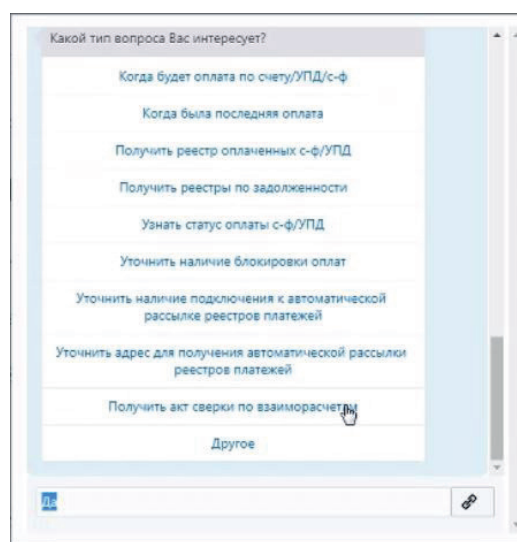 Какой тип вопроса Вас интересует?
Когда будет оплата по счету/УПД/с-ф
Когда была последняя оплата
Получить реестр оплаченных с-ф/УПД
Получить реестры по задолженности
Узнать статус оплаты с-ф/УПД
Уточнить наличие блокировки оплат
Уточнить наличие подключения к автоматической
рассылке реестров платежей
Уточнить адрес для получения автоматической рассылки
реестров платежей
Получить акт сверки по взаиморасчетам
Другое
Да